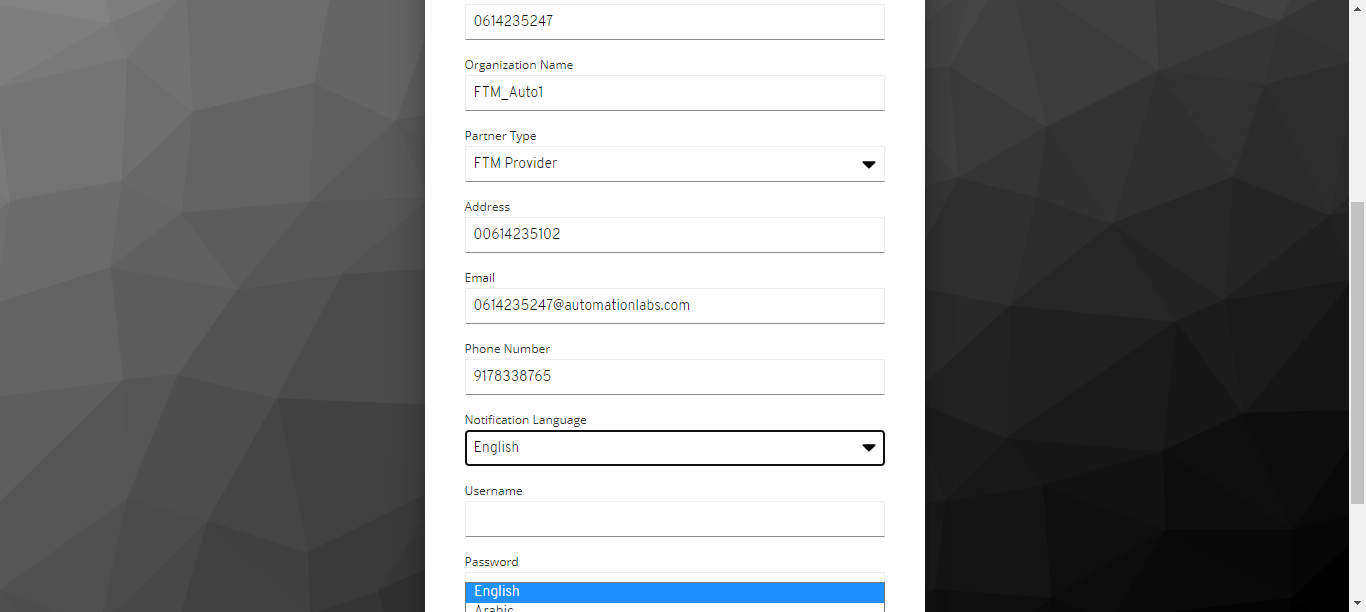 0614235247
Organization Name
FTM_Auto1
Partner Type
FTM Provider
Address
00614235102
Email
0614235247@automationlabs.com
Phone Number
9178338765
Notification Language
English
Username
Password
English
Arabic